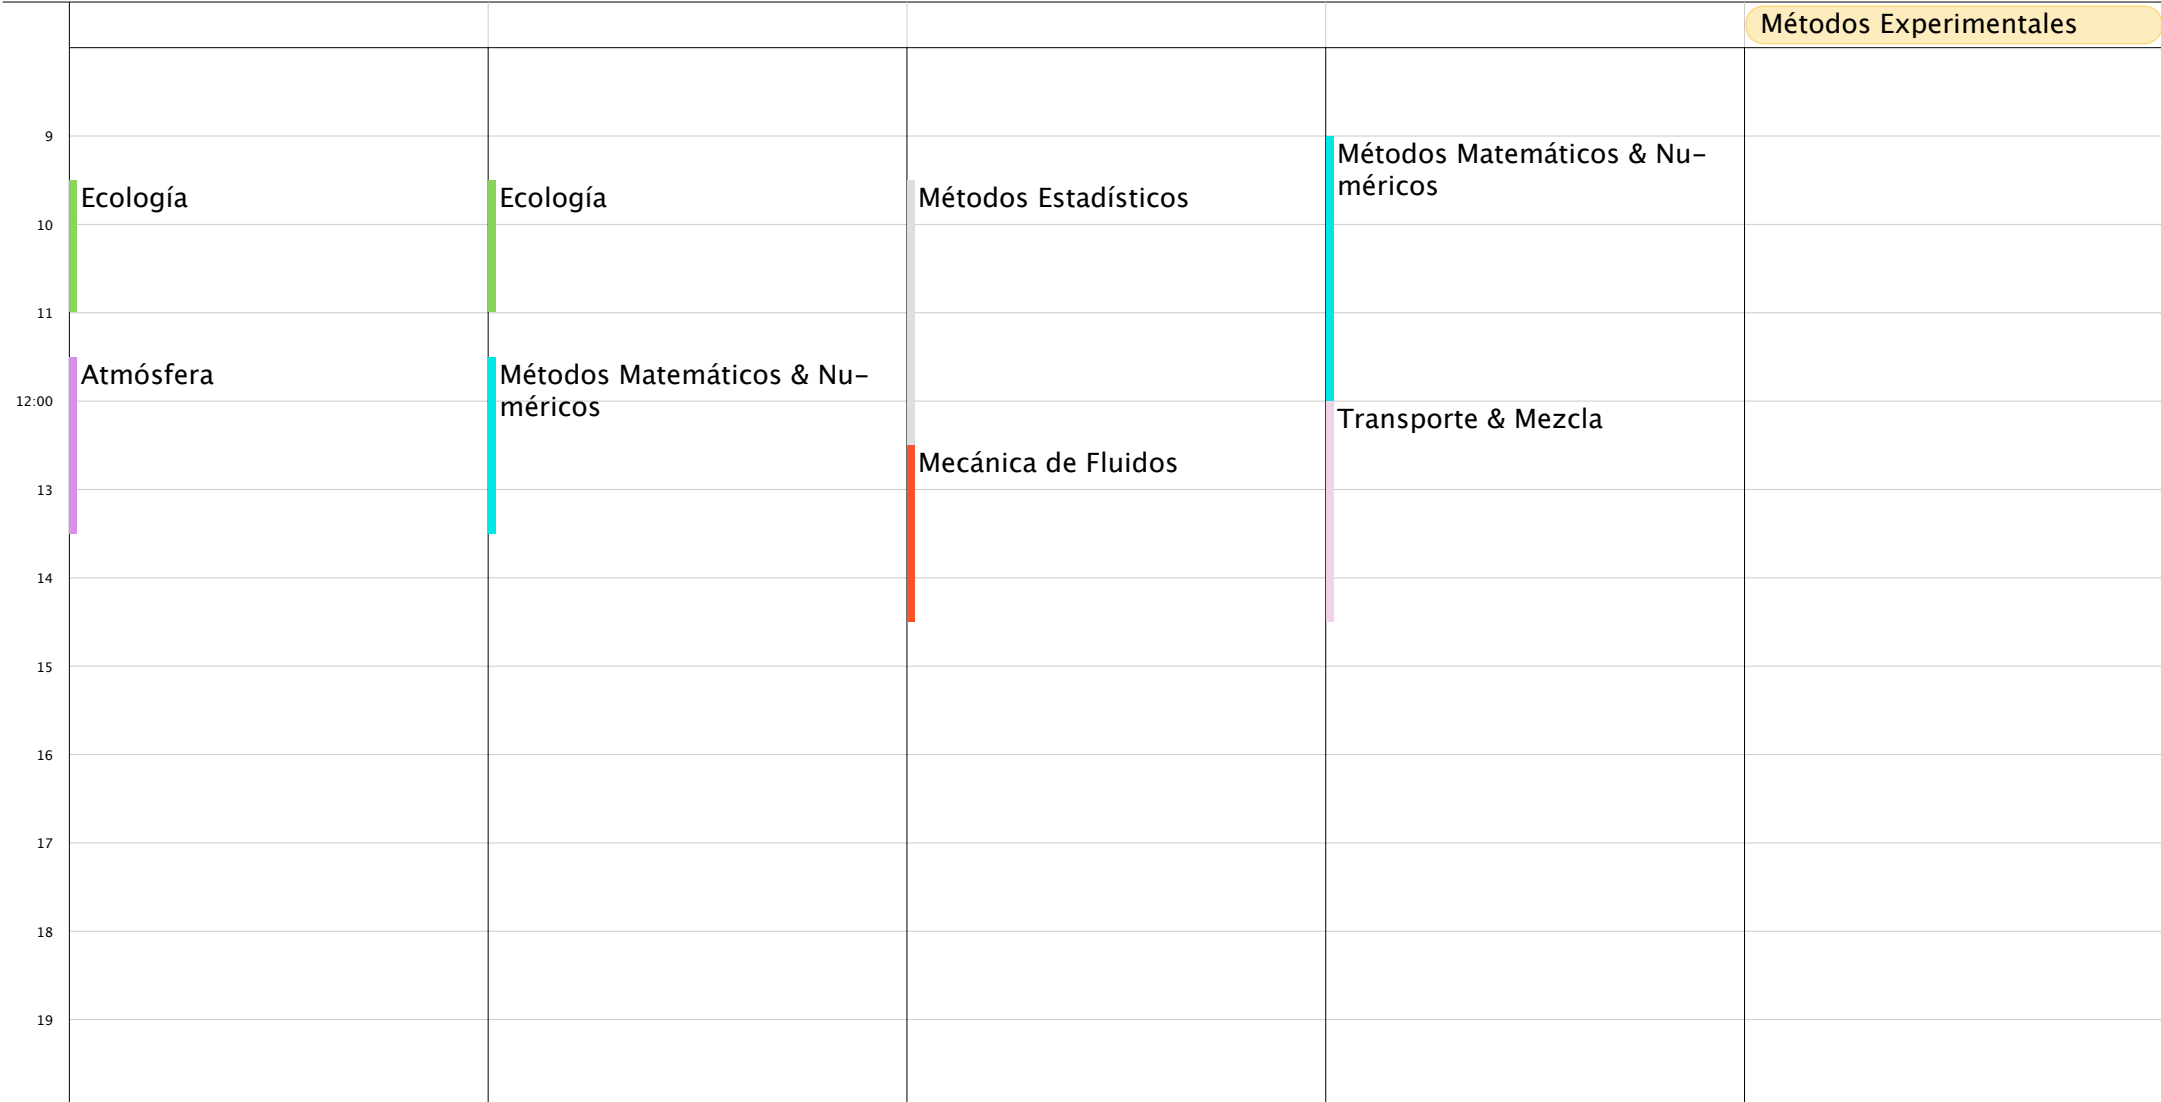 Métodos Experimentales
9
Métodos Matemáticos & Nu-
méricos
Ecología
Ecología
Métodos Estadísticos
10
11
Atmósfera
Métodos Matemáticos & Nu-
méricos
12:00
Transporte & Mezcla
Mecánica de Fluidos
13
14
15
16
17
18
19